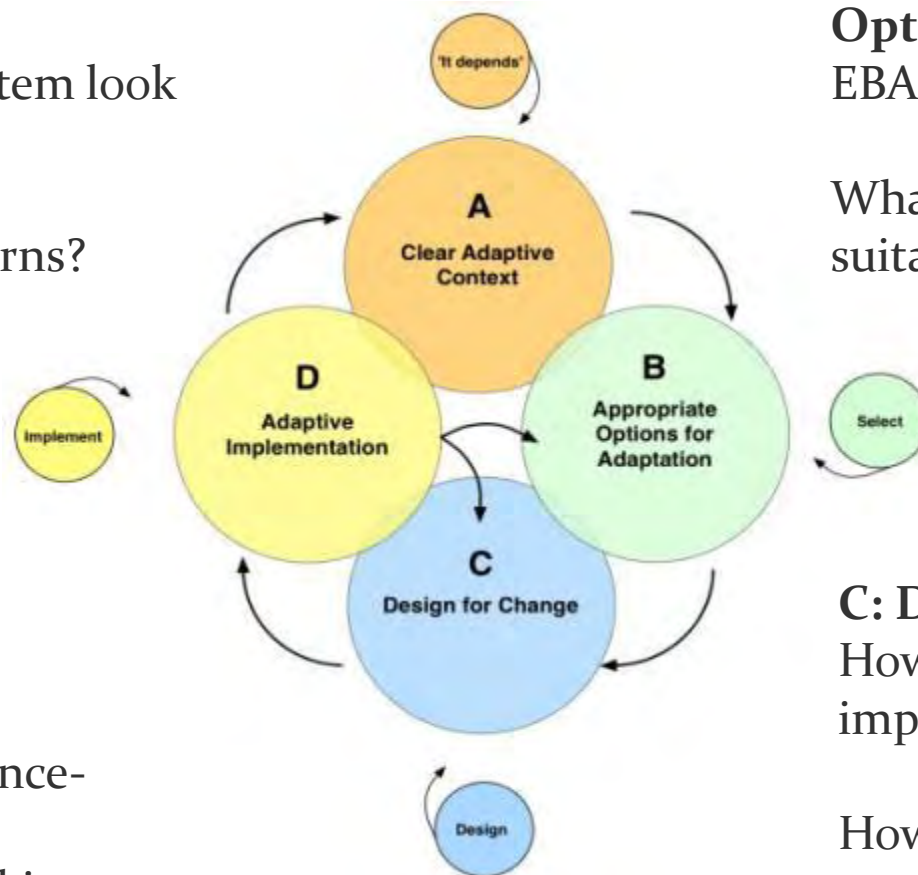 tem look
rns?
nce-
'It depends'
A
Clear Adaptive
Context
B
Appropriate
Options for
Adaptation
Select
C
Design for Change
Design
D
Adaptive
Implementation
Implement
Opt
EBA
Wha
suita
C: D
How
imp
How